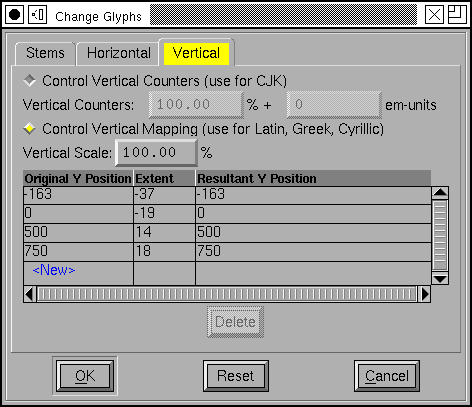 Change Glyphs
Stems Horizontal Vertical
Control Vertical Counters (use for CJK)
Vertical Counters: 100.00 % + 0 em-units
Control Vertical Mapping (use for Latin, Greek, Cyrillic)
Vertical Scale: 100.00 %
Original Y Position Extent Resultant Y Position
-163 -37 -163
0 -19 0
500 14 500
750 18 750
<New>
Delete
OK Reset Cancel